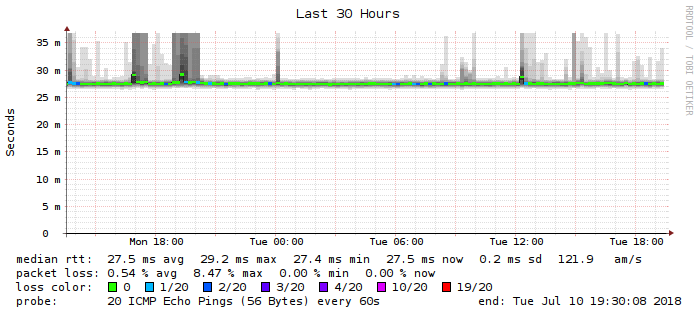 Last 30 Hours
RRDTOOL / TOBI OETIKER
Seconds
35 m
30 m
25 m
20 m
15 m
10 m
5 m
0
Mon 18:00 Tue 00:00 Tue 06:00 Tue 12:00 Tue 18:00
median rtt: 27.5 ms avg 29.2 ms max 27.4 ms min 27.5 ms now 0.2 ms sd 121.9 am/s
packet loss: 0.54 % avg 8.47 % max 0.00 % min 0.00 % now
loss color: 0 1/20 2/20 3/20 4/20 10/20 19/20
probe: 20 ICMP Echo Pings (56 Bytes) every 60s end: Tue Jul 10 19:30:08 2018